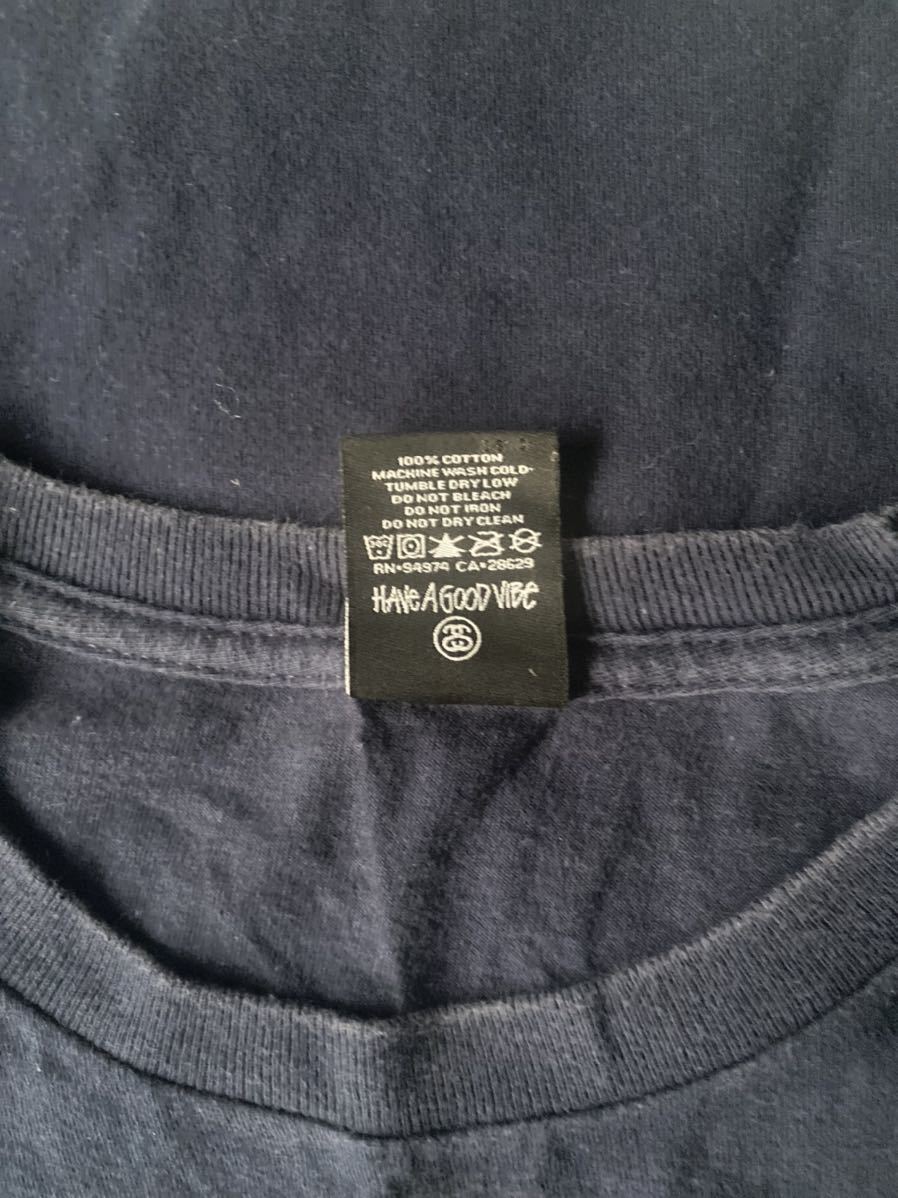 100% COTTON
MACHINE WASH COLD•
TUMBLE DRY LOW
DO NOT BLEACH
DO NOT IRON
DO NOT DRY CLEAN
30C
RN•94974 CA•28629
HAVE A GOOD VIBE